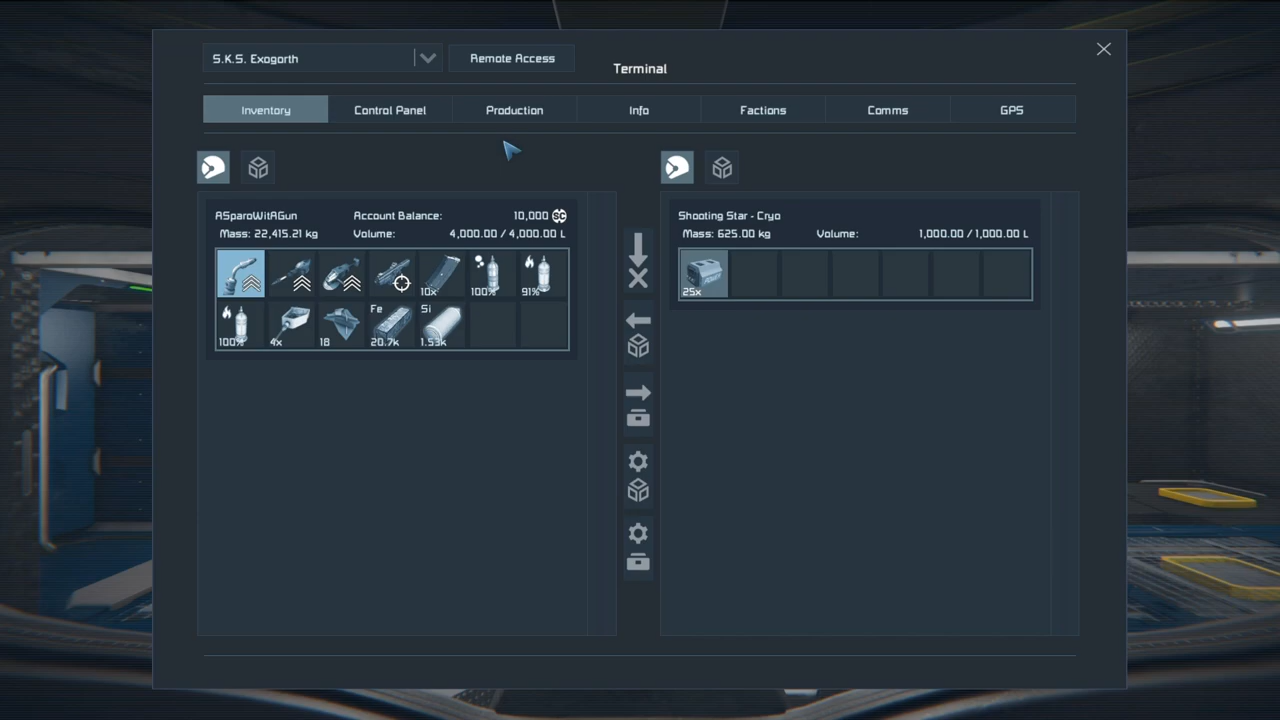 S.K.S. Exogorth
Remote Access
Terminal
Inventory
Control Panel
Production
Info
Factions
Comms
GPS
ASparoWitAGun
Account Balance:
10,000 SC
Mass: 22,415.21 kg
Volume:
4,000.00 / 4,000.00 L
10x
100%
91%
100%
4x
18
Fe
20.7k
Si
1.53k
Shooting Star - Cryo
Mass: 625.00 kg
Volume:
1,000.00 / 1,000.00 L
25x